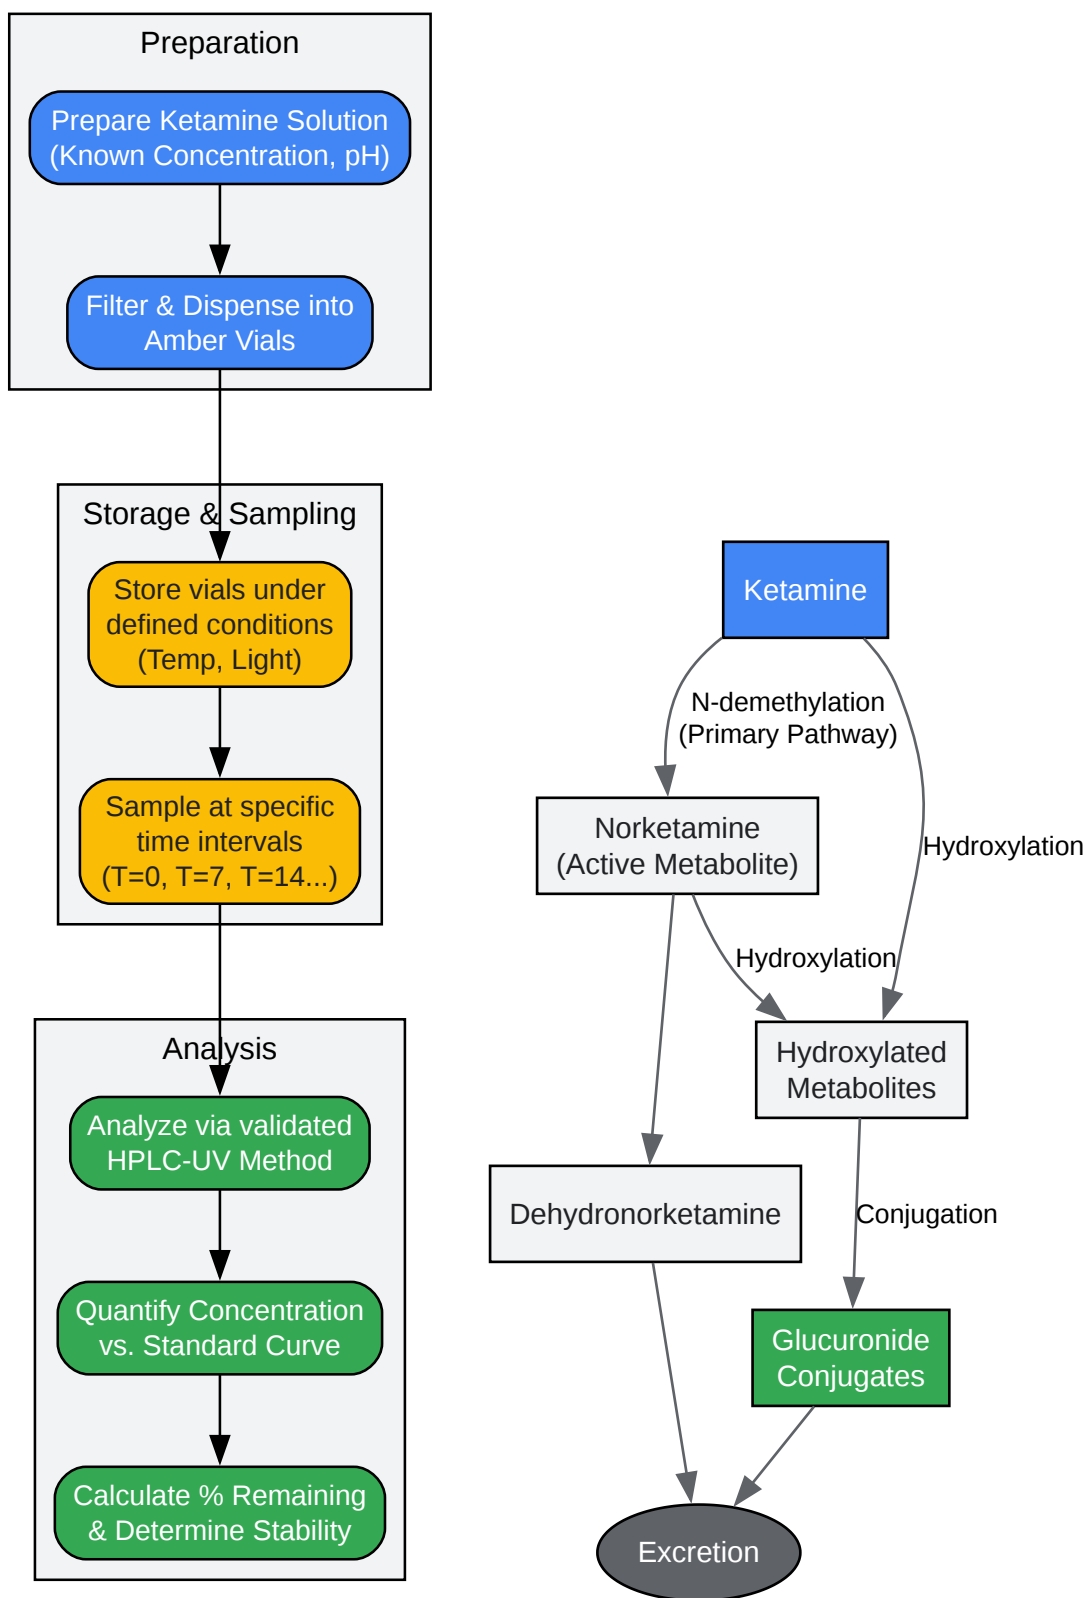 Preparation
Prepare Ketamine Solution
(Known Concentration, pH)
Filter & Dispense into
Amber Vials
Storage & Sampling
Store vials under
defined conditions
(Temp, Light)
Sample at specific
time intervals
(T=0, T=7, T=14...)
Analysis
Analyze via validated
HPLC-UV Method
Quantify Concentration
vs. Standard Curve
Calculate % Remaining
& Determine Stability
Ketamine
N-demethylation
(Primary Pathway)
Hydroxylation
Norketamine
(Active Metabolite)
Hydroxylation
Hydroxylated
Metabolites
Dehydronorketamine
Conjugation
Glucuronide
Conjugates
Excretion